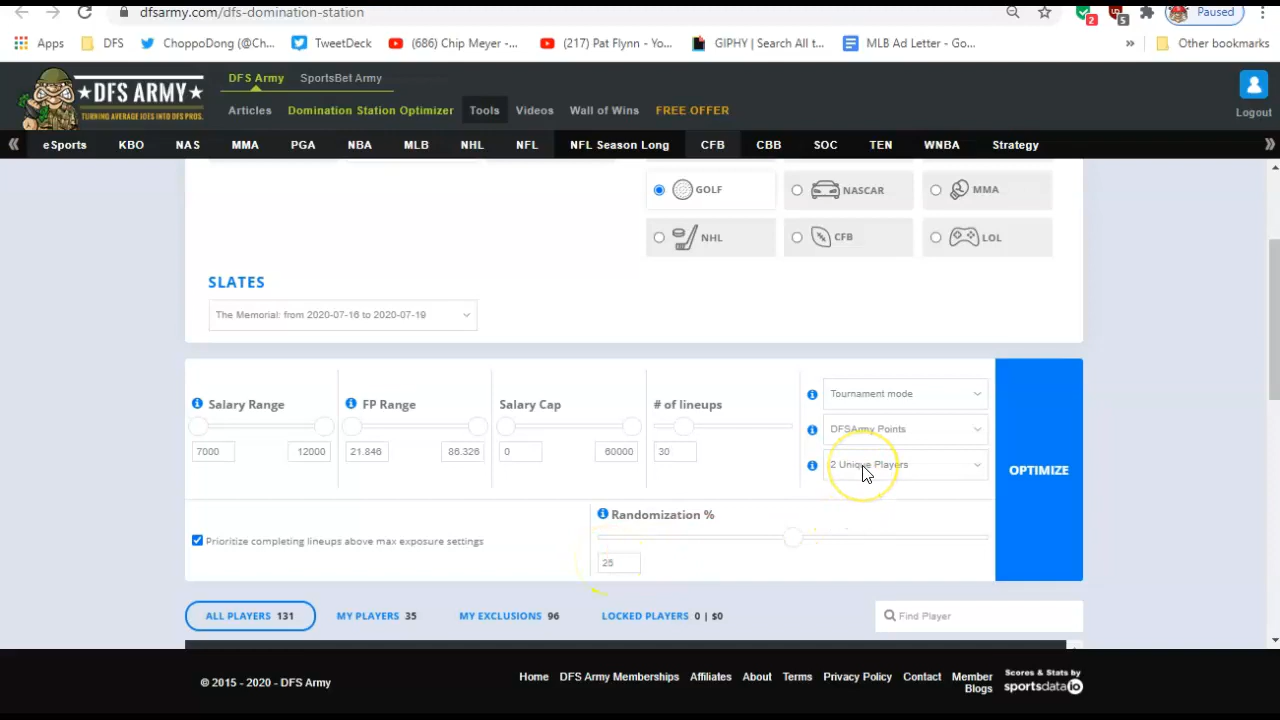 dfsarmy.com/dfs-domination-station
Paused
2
5
Apps
DFS
ChoppoDong (@Ch...
TweetDeck
(686) Chip Meyer -...
(217) Pat Flynn - Yo...
GIPHY | Search All t...
MLB Ad Letter - Go...
»
Other bookmarks
DFS ARMY
TURNING AVERAGE JOES INTO DFS PROS.
DFS Army
SportsBet Army
Articles
Domination Station Optimizer
Tools
Videos
Wall of Wins
FREE OFFER
Logout
eSports
KBO
NAS
MMA
PGA
NBA
MLB
NHL
NFL
NFL Season Long
CFB
CBB
SOC
TEN
WNBA
Strategy
GOLF
NASCAR
MMA
NHL
CFB
LOL
SLATES
The Memorial: from 2020-07-16 to 2020-07-19
Salary Range
7000
12000
FP Range
21.846
86.326
Salary Cap
0
60000
# of lineups
30
Tournament mode
DFSArmy Points
2 Unique Players
OPTIMIZE
Prioritize completing lineups above max exposure settings
Randomization %
25
ALL PLAYERS 131
MY PLAYERS 35
MY EXCLUSIONS 96
LOCKED PLAYERS 0 | $0
Find Player
© 2015 - 2020 - DFS Army
Home
DFS Army Memberships
Affiliates
About
Terms
Privacy Policy
Contact
Member
Blogs
Scores & Stats by
sportsdataio